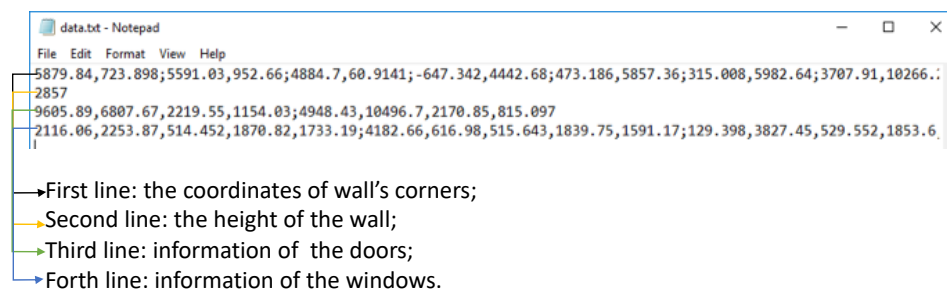 data.txt - Notepad
File Edit Format View Help
5879.84,723.898;5591.03,952.66;4884.7,60.9141;-647.342,4442.68;473.186,5857.36;315.008,5982.64;3707.91,10266.
2857
9605.89,6807.67,2219.55,1154.03;4948.43,10496.7,2170.85,815.097
2116.06,2253.87,514.452,1870.82,1733.19;4182.66,616.98,515.643,1839.75,1591.17;129.398,3827.45,529.552,1853.6
First line: the coordinates of wall's corners;
Second line: the height of the wall;
Third line: information of the doors;
Forth line: information of the windows.